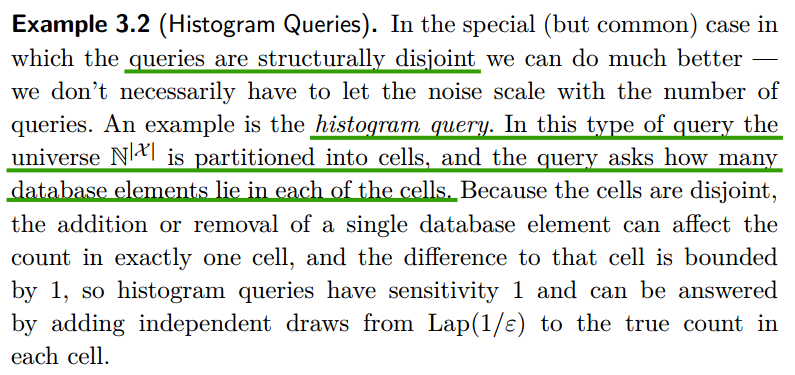 Example 3.2 (Histogram Queries). In the special (but common) case in
which the queries are structurally disjoint we can do much better —
we don't necessarily have to let the noise scale with the number of
queries. An example is the histogram query. In this type of query the
universe ℕ^|𝒳| is partitioned into cells, and the query asks how many
database elements lie in each of the cells. Because the cells are disjoint,
the addition or removal of a single database element can affect the
count in exactly one cell, and the difference to that cell is bounded
by 1, so histogram queries have sensitivity 1 and can be answered
by adding independent draws from Lap(1/ε) to the true count in
each cell.